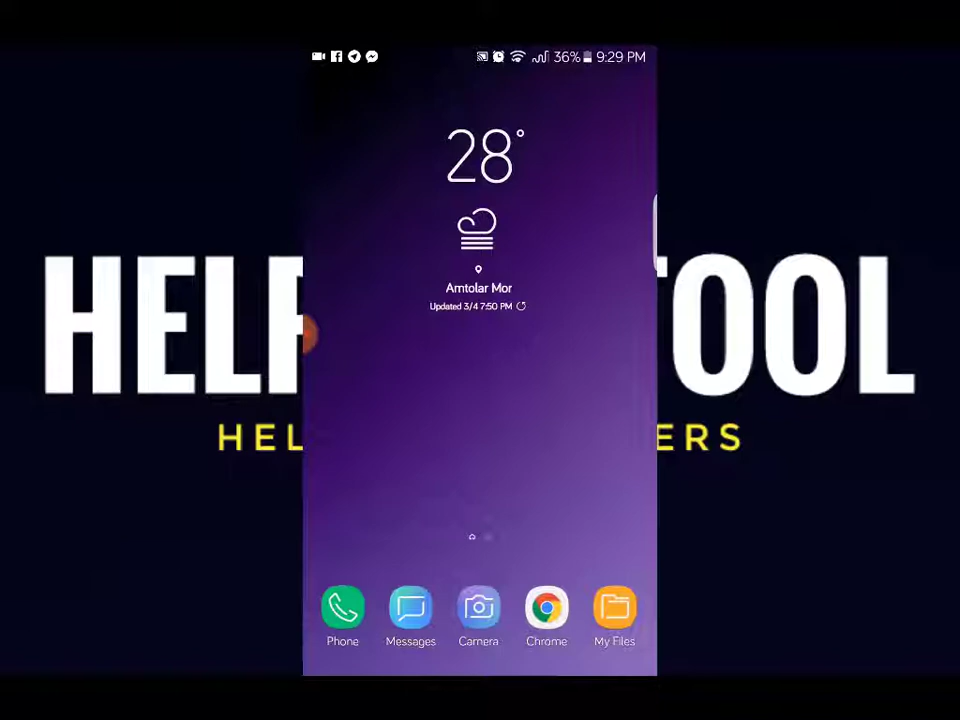 36% 9:29 PM
28°
Amtolar Mor
Updated 3/4 7:50 PM
HELP TOOL
HEL ERS
Phone Messages Camera Chrome My Files